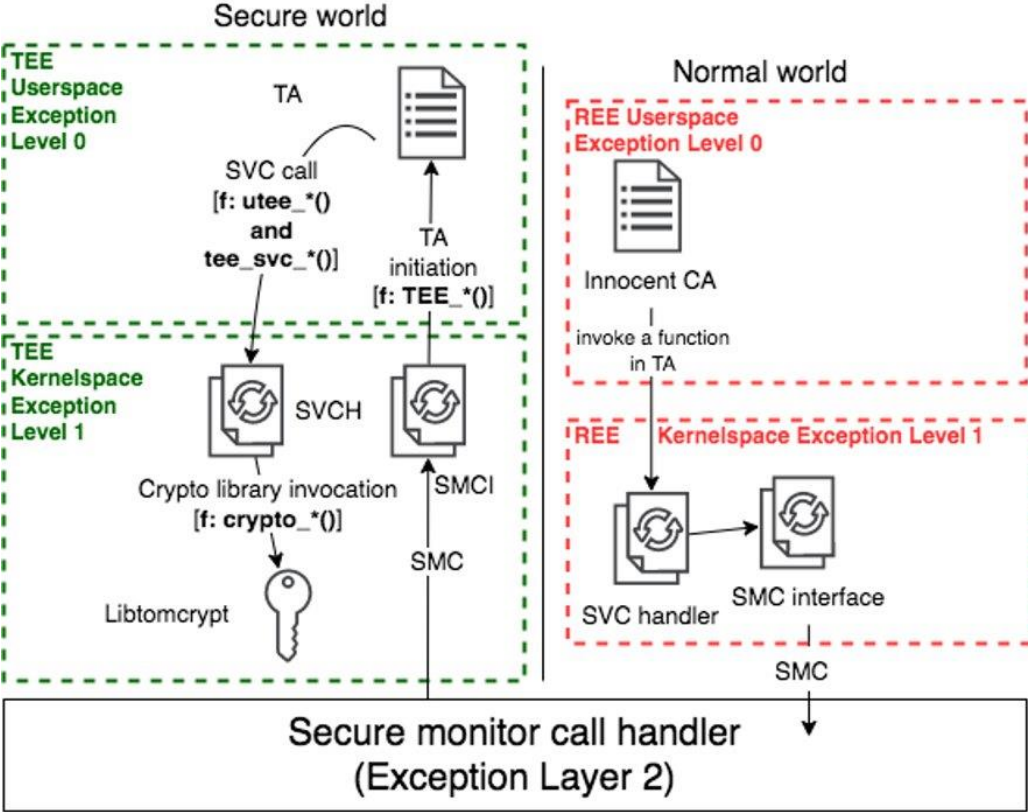 Secure world
TEE
Userspace
Exception
Level 0
TA
SVC call
[f: utee_*()
and
tee_svc_*()]
TA
initiation
[f: TEE_*()]
TEE
Kernelspace
Exception
Level 1
SVCH
SMCI
Crypto library invocation
[f: crypto_*()]
Libtomcrypt
SMC
Normal world
REE Userspace
Exception Level 0
Innocent CA
invoke a function
in TA
REE Kernelspace Exception Level 1
SVC handler
SMC interface
SMC
Secure monitor call handler
(Exception Layer 2)